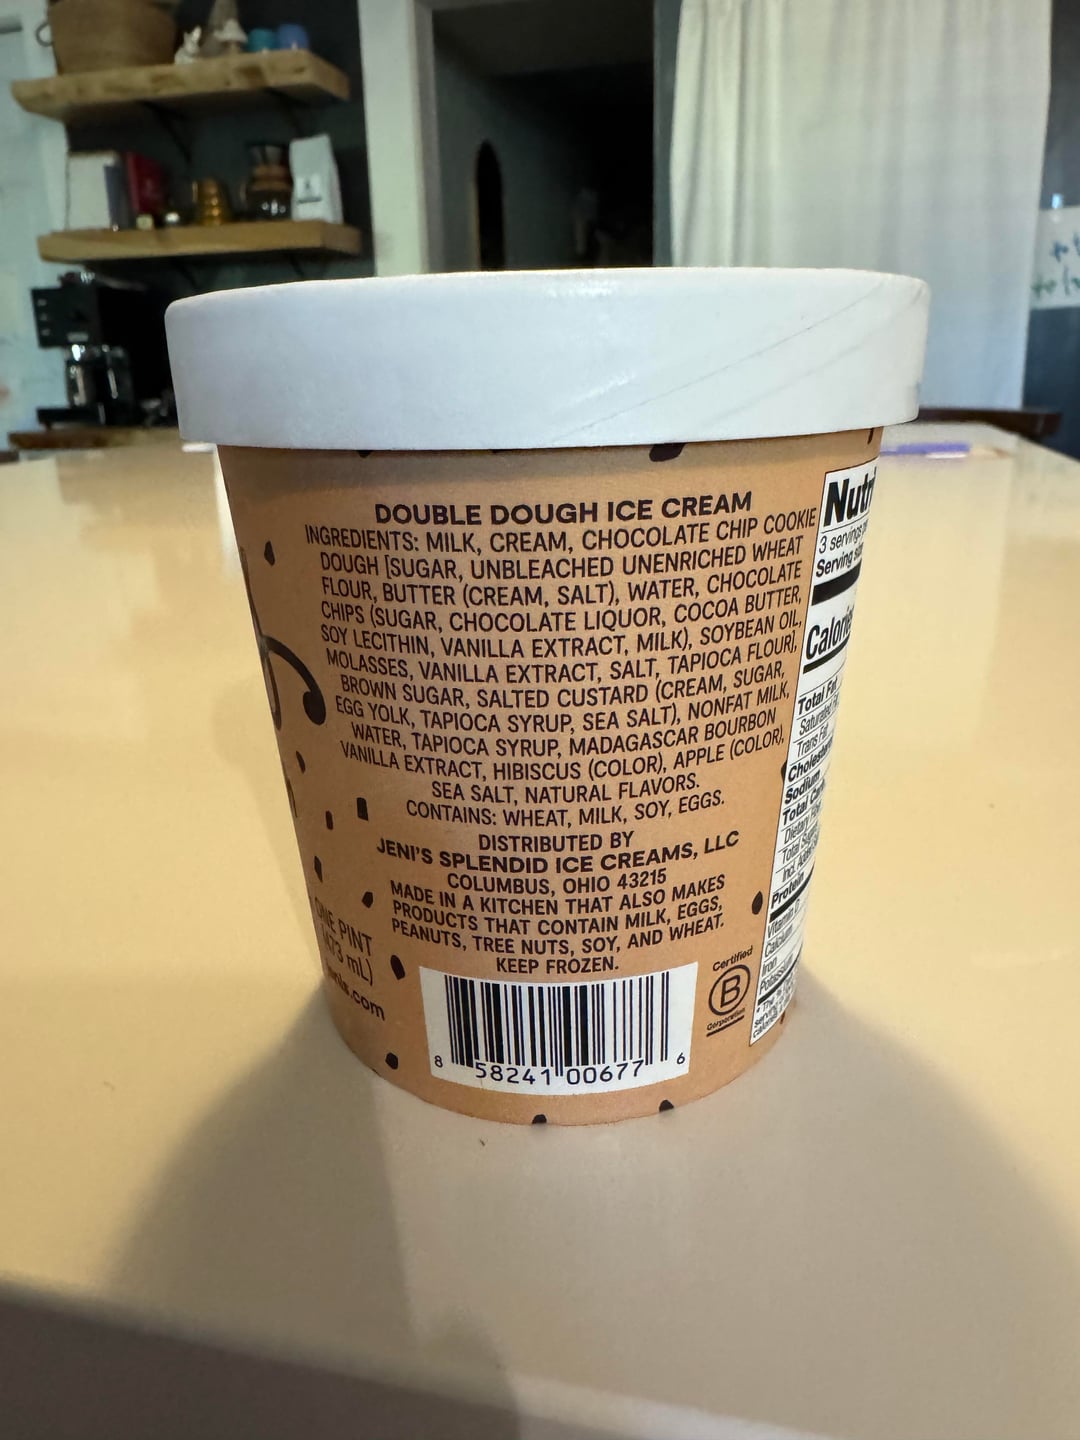 DOUBLE DOUGH ICE CREAM
INGREDIENTS: MILK, CREAM, CHOCOLATE CHIP COOKIE
DOUGH [SUGAR, UNBLEACHED UNENRICHED WHEAT
FLOUR, BUTTER (CREAM, SALT), WATER, CHOCOLATE
CHIPS (SUGAR, CHOCOLATE LIQUOR, COCOA BUTTER,
SOY LECITHIN, VANILLA EXTRACT, MILK), SOYBEAN OIL,
MOLASSES, VANILLA EXTRACT, SALT, TAPIOCA FLOUR],
BROWN SUGAR, SALTED CUSTARD (CREAM, SUGAR,
EGG YOLK, TAPIOCA SYRUP, SEA SALT), NONFAT MILK,
WATER, TAPIOCA SYRUP, MADAGASCAR BOURBON
VANILLA EXTRACT, HIBISCUS (COLOR), APPLE (COLOR),
SEA SALT, NATURAL FLAVORS.
CONTAINS: WHEAT, MILK, SOY, EGGS.
DISTRIBUTED BY
JENI'S SPLENDID ICE CREAMS, LLC
COLUMBUS, OHIO 43215
MADE IN A KITCHEN THAT ALSO MAKES
PRODUCTS THAT CONTAIN MILK, EGGS,
PEANUTS, TREE NUTS, SOY, AND WHEAT.
KEEP FROZEN.
8 58241 00677 6
Certified
B
Corporation
ONE PINT
473 mL)
.com
3 servings
Serving
Total
Trans
Sodium
Total
Protein
Vitamin D
Calcium
Iron